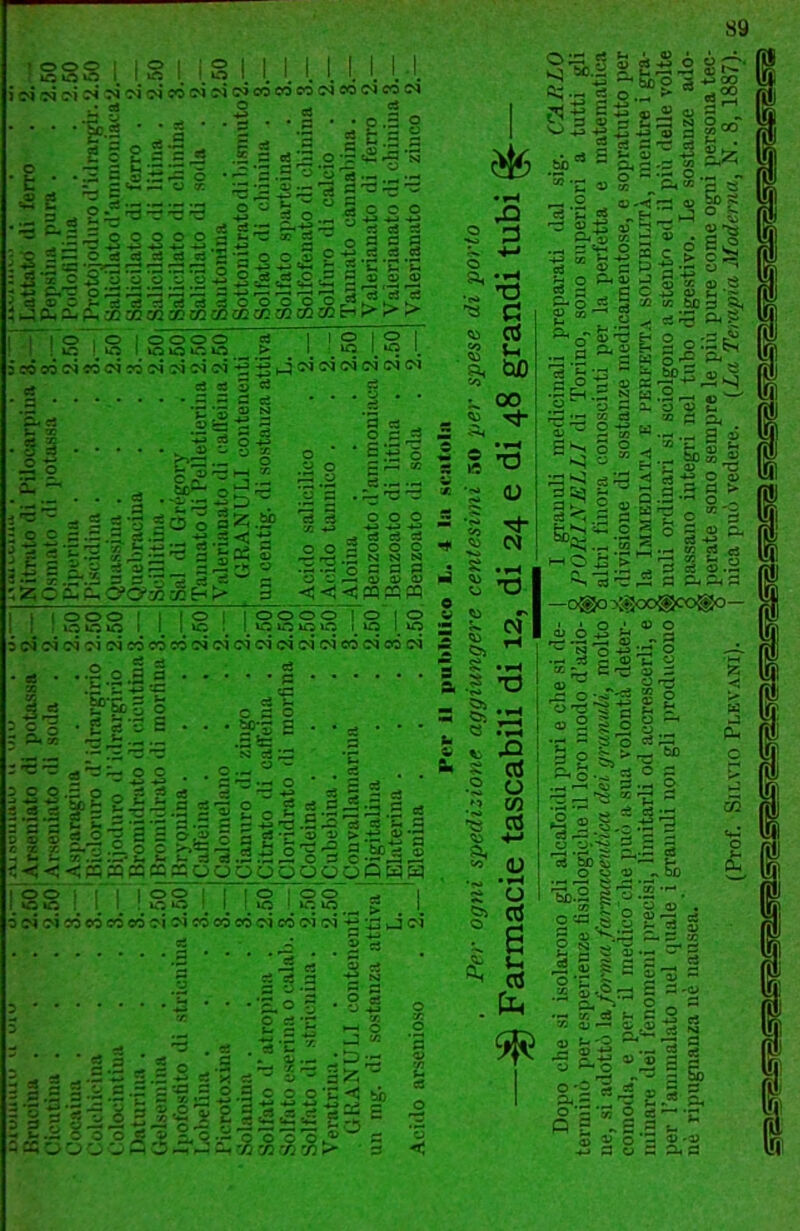 89
Brucina . . . . 2.50
Cicutina . . . . 2.50
Cocaina . . . . 3.—
Colchicina . . . . 3.—
Colocintina . . . . 3.—
Daturina . . . . 3.—
Gelsemina . . . . 2.50
Ipofosfito di stricnina 2.50
Lobelina . . . . 3.—
Picrotoxina . . . . 3.—
Solanina . . . . 3.—
Solfato d'atropina . 2.50
Solfato eserina o calab. 3.—
Solfato di stricnina . 2.50
Veratrina . . . . 2.50
GRANULI contenenti
un mg. di sostanza attiva
Acido arsenioso . . 2.—
Arseniato di potassa 2.—
Arseniato di soda . 2.—
Asparagina . . . 2.50
Bicloruro d'idrargirio 2.50
Bijoduro d'idrargirio 2.50
Bromidrato di cicutina 3.—
Bromidrato di morfina 3.—
Bryonina . . . . 3.—
Caffeina . . . . 2.50
Calomelano . . . 2.—
Cianuro di zingo . 2.—
Citrato di caffeina . 2.50
Cloridrato di morfina 2.50
Codeina . . . . 2.50
Cubebina . . . . 2.50
Convallamarina . 3.—
Digitalina . . . 2.50
Elaterina . . . . 3.—
Elenina . . . . 2.50
Nitrato di Pilocarpina 3.—
Osmato di potassa . 3.—
Piperina . . . . 2.50
Piscidina . . . . 3.—
Quassina . . . . 2.50
Quebracina . . . 3.—
Scillitina . . . . 2.50
Sal di Gregory . . 2.50
Tannato di Pelletierina 2.50
Valerianato di caffeina 2.50
GRANULI contenenti
un centig. di sostanza attiva
Acido salicilico . . 2.—
Acido tannico . . 2.—
Aloina . . . . 2.—
Benzoato d'ammoniaca 2.50
Benzoato di litina . 2.—
Benzoato di soda . 2.50
Lattato di ferro . . 2.—
Pepsina pura . . . 2.50
Podofillina . . . 2.50
Protojoduro d'idrargir. 2.50
Salicilato d'ammoniaca 2.—
Salicilato di ferro . 2.—
Salicilato di litina . 2.50
Salicilato di chinina 3.—
Salicilato di soda . 2.—
Santonina . . . 2.50
Sottonitrato di bismuto 2.—
Solfato di chinina . 3.—
Solfato sparteina . 3.—
Solfofenato di chinina 3.—
Solfuro di calcio . 2.—
Tannato cannabina . 3.—
Valerianato di ferro 2.—
Valerianato di chinina 3.—
Valerianato di zinco 2.—
Per il pubblico L. 4 la scatola
Per ogni spedizione aggiungere centesimi 50 per spese di porto
Farmacie tascabili di 12, di 24 e di 48 grandi tubi
Dopo che si isolarono gli alcaloidi puri e che si de-
terminò per esperienze fisiologiche il loro modo d'azio-
ne, si adottò la forma farmaceutica dei granuli, molto
comoda, e per il medico che può a sua volontà deter-
minare dei fenomeni precisi, limitarli od accrescerli, e
per l'ammalato nel quale i granuli non gli producono
nè ripugnanza nè nausea.
(Prof. SILVIO PLEVANI).
I granuli medicinali preparati dal sig. CARLO
PORINELLI di Torino, sono superiori a tutti gli
altri finora conosciuti per la perfetta e matematica
divisione di sostanze medicamentose, e sopratutto per
la IMMEDIATA E PERFETTA SOLUBILITÀ, mentre i gra-
nuli ordinari si sciolgono a stento ed il più delle volte
passano integri nel tubo digestivo. Le sostanze ado-
perate sono sempre le più pure come ogni persona tec-
nica può vedere. (La Terapia Moderna, N. 8, 1887).